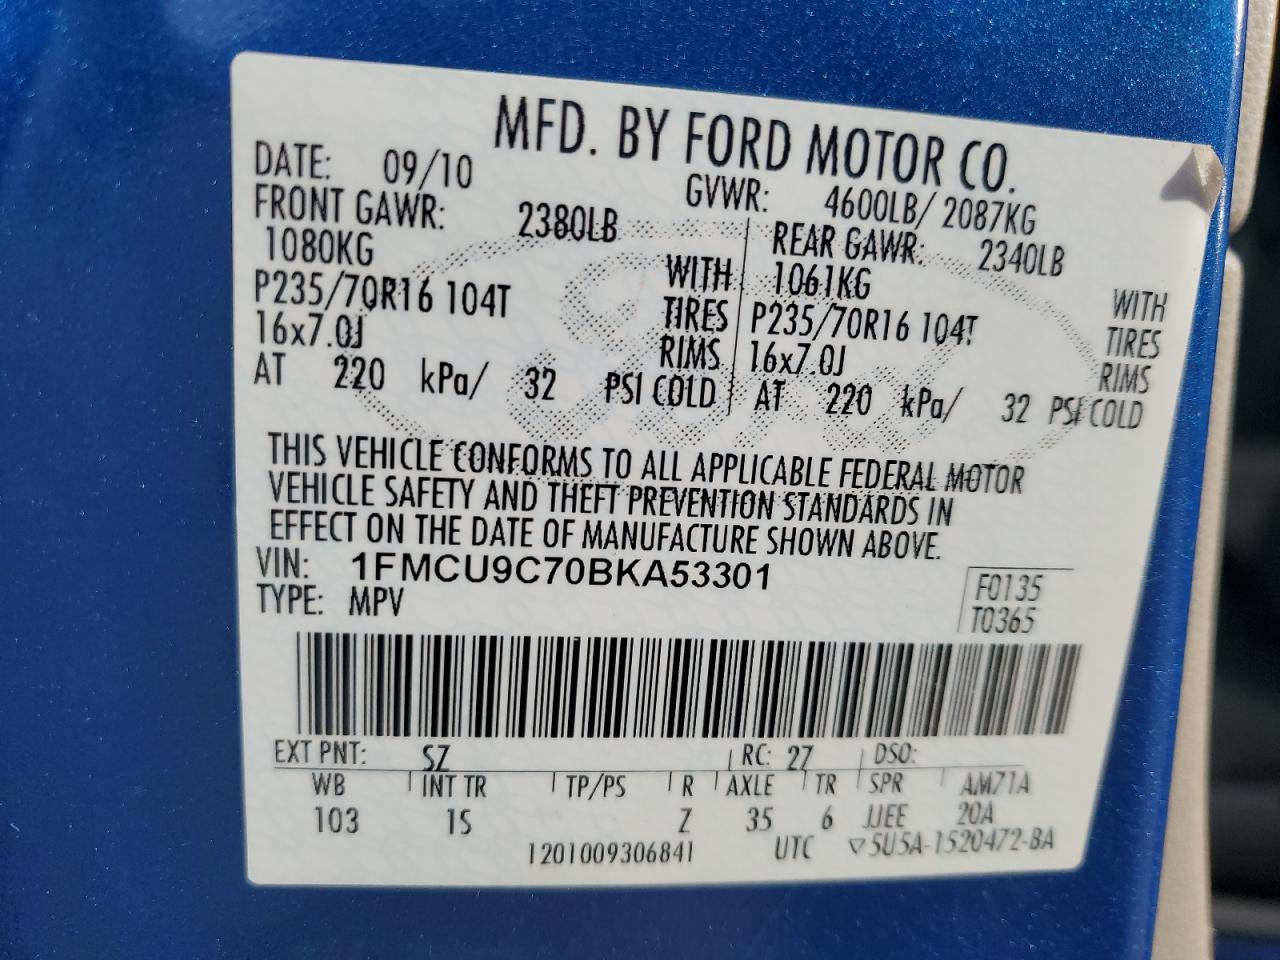 MFD. BY FORD MOTOR CO.
DATE: 09/10 GVWR: 4600LB/ 2087KG
FRONT GAWR: 2380LB REAR GAWR: 2340LB
1080KG WITH 1061KG WITH
P235/70R16 104T TIRES P235/70R16 104T TIRES
16x7.0J RIMS 16x7.0J RIMS
AT 220 kPa/ 32 PSI COLD AT 220 kPa/ 32 PSI COLD
THIS VEHICLE CONFORMS TO ALL APPLICABLE FEDERAL MOTOR
VEHICLE SAFETY AND THEFT PREVENTION STANDARDS IN
EFFECT ON THE DATE OF MANUFACTURE SHOWN ABOVE.
VIN: 1FMCU9C70BKA53301 F0135
TYPE: MPV T0365
EXT PNT: SZ RC: 27 DSO:
WB INT TR TP/PS R AXLE TR SPR AM71A
103 1S Z 35 6 JJEE 20A
1201009306841 UTC ▽5U5A-1520472-BA
Ford